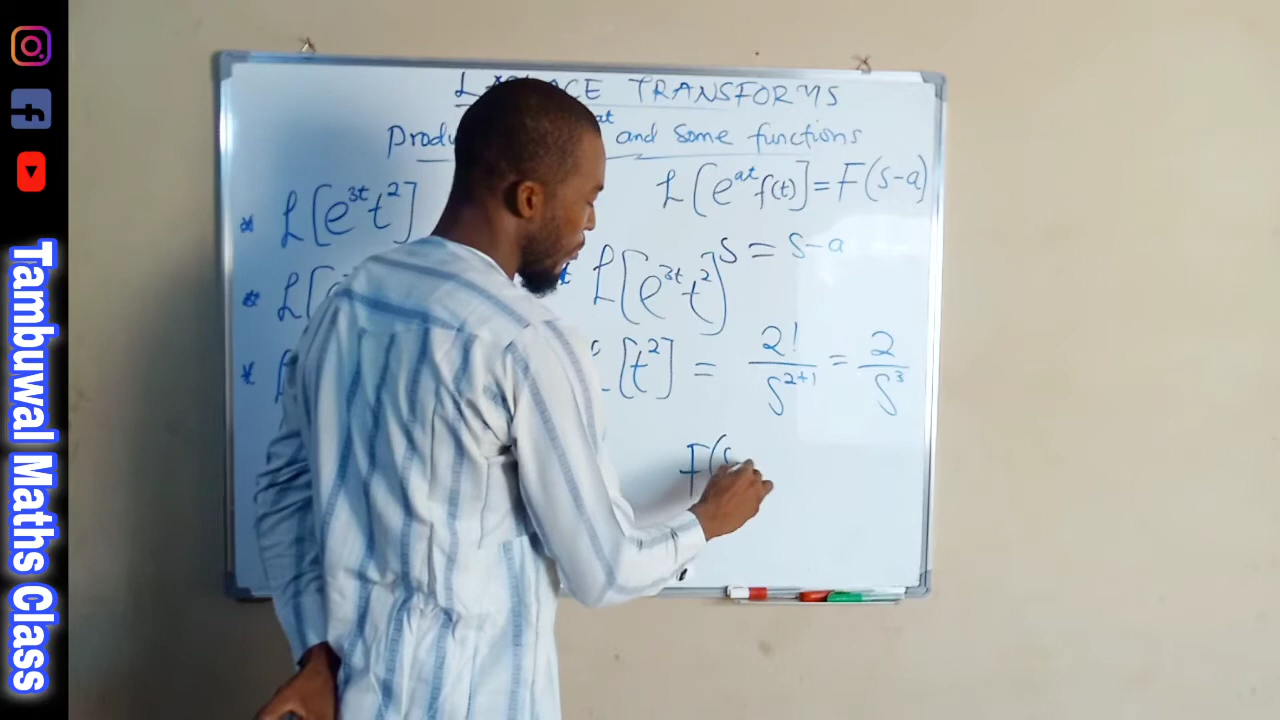 Tambuwal Maths Class
TRANSFORMS
and some functions
L[e^{at}f(t)] = F(s-a)
* L[e^{3t}t^2]
s = s-a
L[e^{3t}t^2]
*
[t^2] = 2!/s^{2+1} = 2/s^3
*
F(s